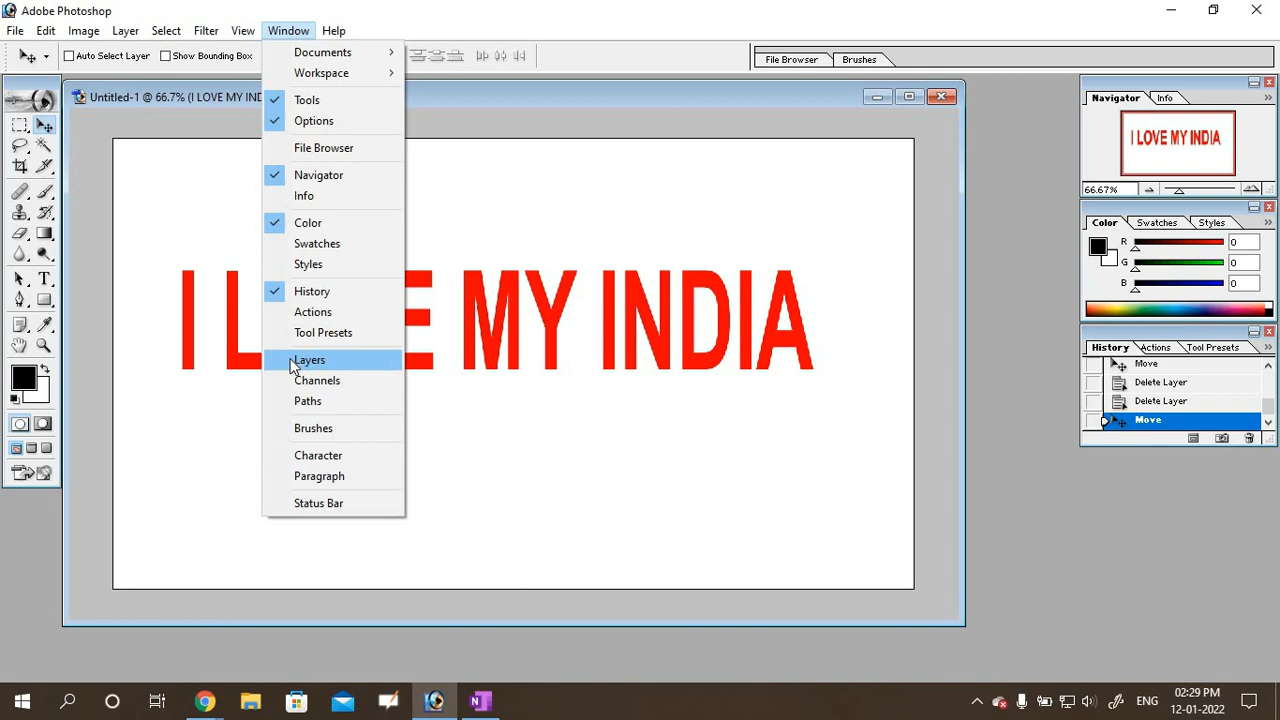 Adobe Photoshop
File Edit Image Layer Select Filter View Window Help
Auto Select Layer Show Bounding Box
File Browser Brushes
Untitled-1 @ 66.7% (I LOVE MY IND
Documents
Workspace
Tools
Options
File Browser
Navigator
Info
Color
Swatches
Styles
History
Actions
Tool Presets
Layers
Channels
Paths
Brushes
Character
Paragraph
Status Bar
I L E MY INDIA
Navigator Info
I LOVE MY INDIA
66.67%
Color Swatches Styles
R 0
G 0
B 0
History Actions Tool Presets
Move
Delete Layer
Delete Layer
Move
ENG
02:29 PM
12-01-2022